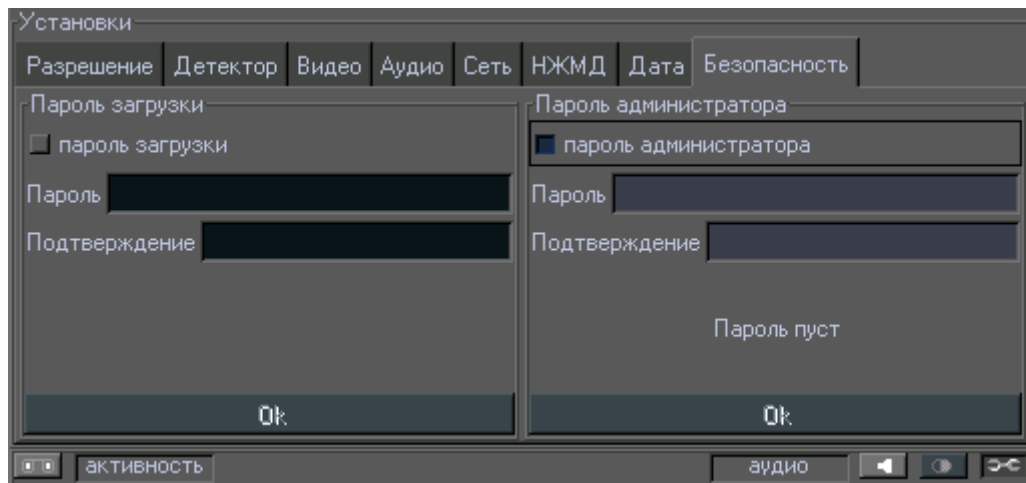 Установки
Разрешение Детектор Видео Аудио Сеть НЖМД Дата Безопасность
Пароль загрузки
пароль загрузки
Пароль
Подтверждение
Ok
Пароль администратора
пароль администратора
Пароль
Подтверждение
Пароль пуст
Ok
активность аудио